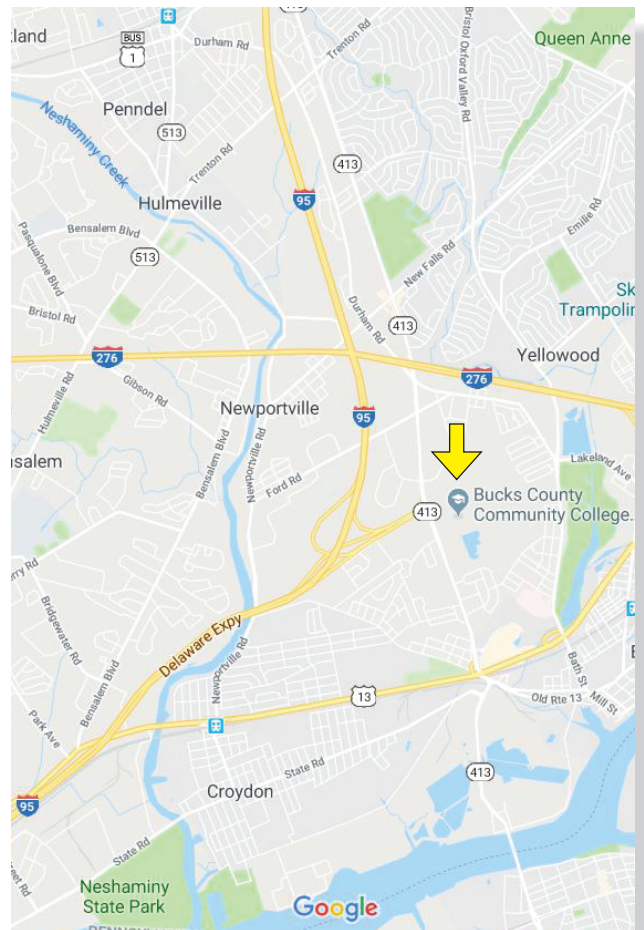 BUS
1
Durham Rd
Trenton Rd
Bristol Oxford Valley Rd
Queen Anne
Penndel
Neshaminy Creek
513
Trenton Rd
413
95
Hulmeville
Emilie Rd
Bensalem Blvd
513
Pasqualone Blvd
New Falls Rd
Sk
Trampolin
Bristol Rd
Durham Rd
413
276
Yellowood
Gibson Rd
276
Hulmeville Rd
Newportville
95
Bensalem Blvd
Newportville Rd
Ford Rd
Lakeland Ave
413
Bucks County
Community College..
Bridgewater Rd
Delaware Expy
Newportville Rd
Bensalem Blvd
Park Ave
13
Bath St
Old Rte 13
Mill St
State Rd
413
Croydon
95
State Rd
Neshaminy
State Park
Google